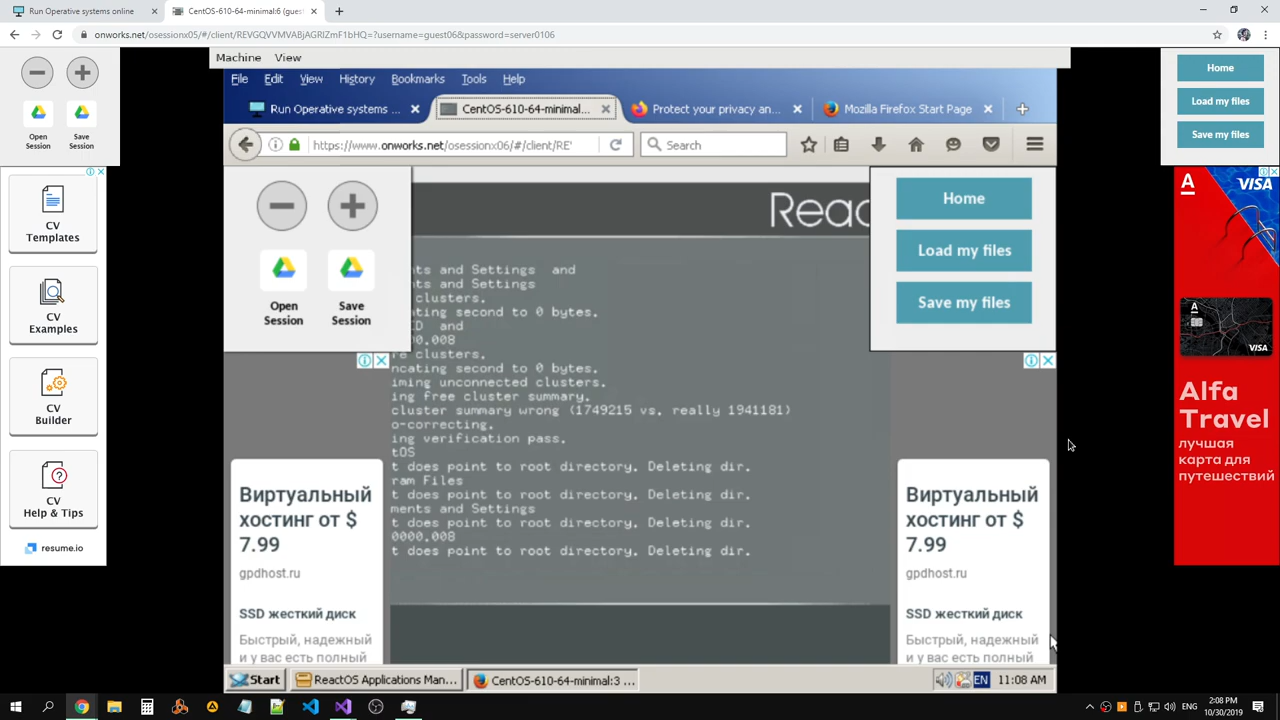 Run Operative systems online
CentOS-610-64-minimal:6 (gues
onworks.net/osessionx05/#/client/REVGQVVMVABjAGRlZmF1bHQ=?username=guest06&password=server0106
Machine View
Open Session
Save Session
Home
Load my files
Save my files
CV Templates
CV Examples
CV Builder
CV Help & Tips
resume.io
File Edit View History Bookmarks Tools Help
Run Operative systems ...
CentOS-610-64-minimal...
Protect your privacy an...
Mozilla Firefox Start Page
https://www.onworks.net/osessionx06/#/client/RE'
Search
Open Session
Save Session
Reac
Home
Load my files
Save my files
nts and Settings and
nts and Settings
clusters.
ating second to 0 bytes.
ID and
0000.008
re clusters.
ncating second to 0 bytes.
iming unconnected clusters.
ing free cluster summary.
cluster summary wrong (1749215 vs. really 1941181)
o-correcting.
ing verification pass.
tOS
t does point to root directory. Deleting dir.
ram Files
t does point to root directory. Deleting dir.
ments and Settings
t does point to root directory. Deleting dir.
0000.008
t does point to root directory. Deleting dir.
Виртуальный
хостинг от $
7.99
gpdhost.ru
SSD жесткий диск
Быстрый, надежный
и у вас есть полный
Виртуальный
хостинг от $
7.99
gpdhost.ru
SSD жесткий диск
Быстрый, надежный
и у вас есть полный
Start
ReactOS Applications Man...
CentOS-610-64-minimal:3 ...
EN
11:08 AM
A
VISA
A
VISA
Alfa
Travel
лучшая
карта для
путешествий
ENG
2:08 PM
10/30/2019